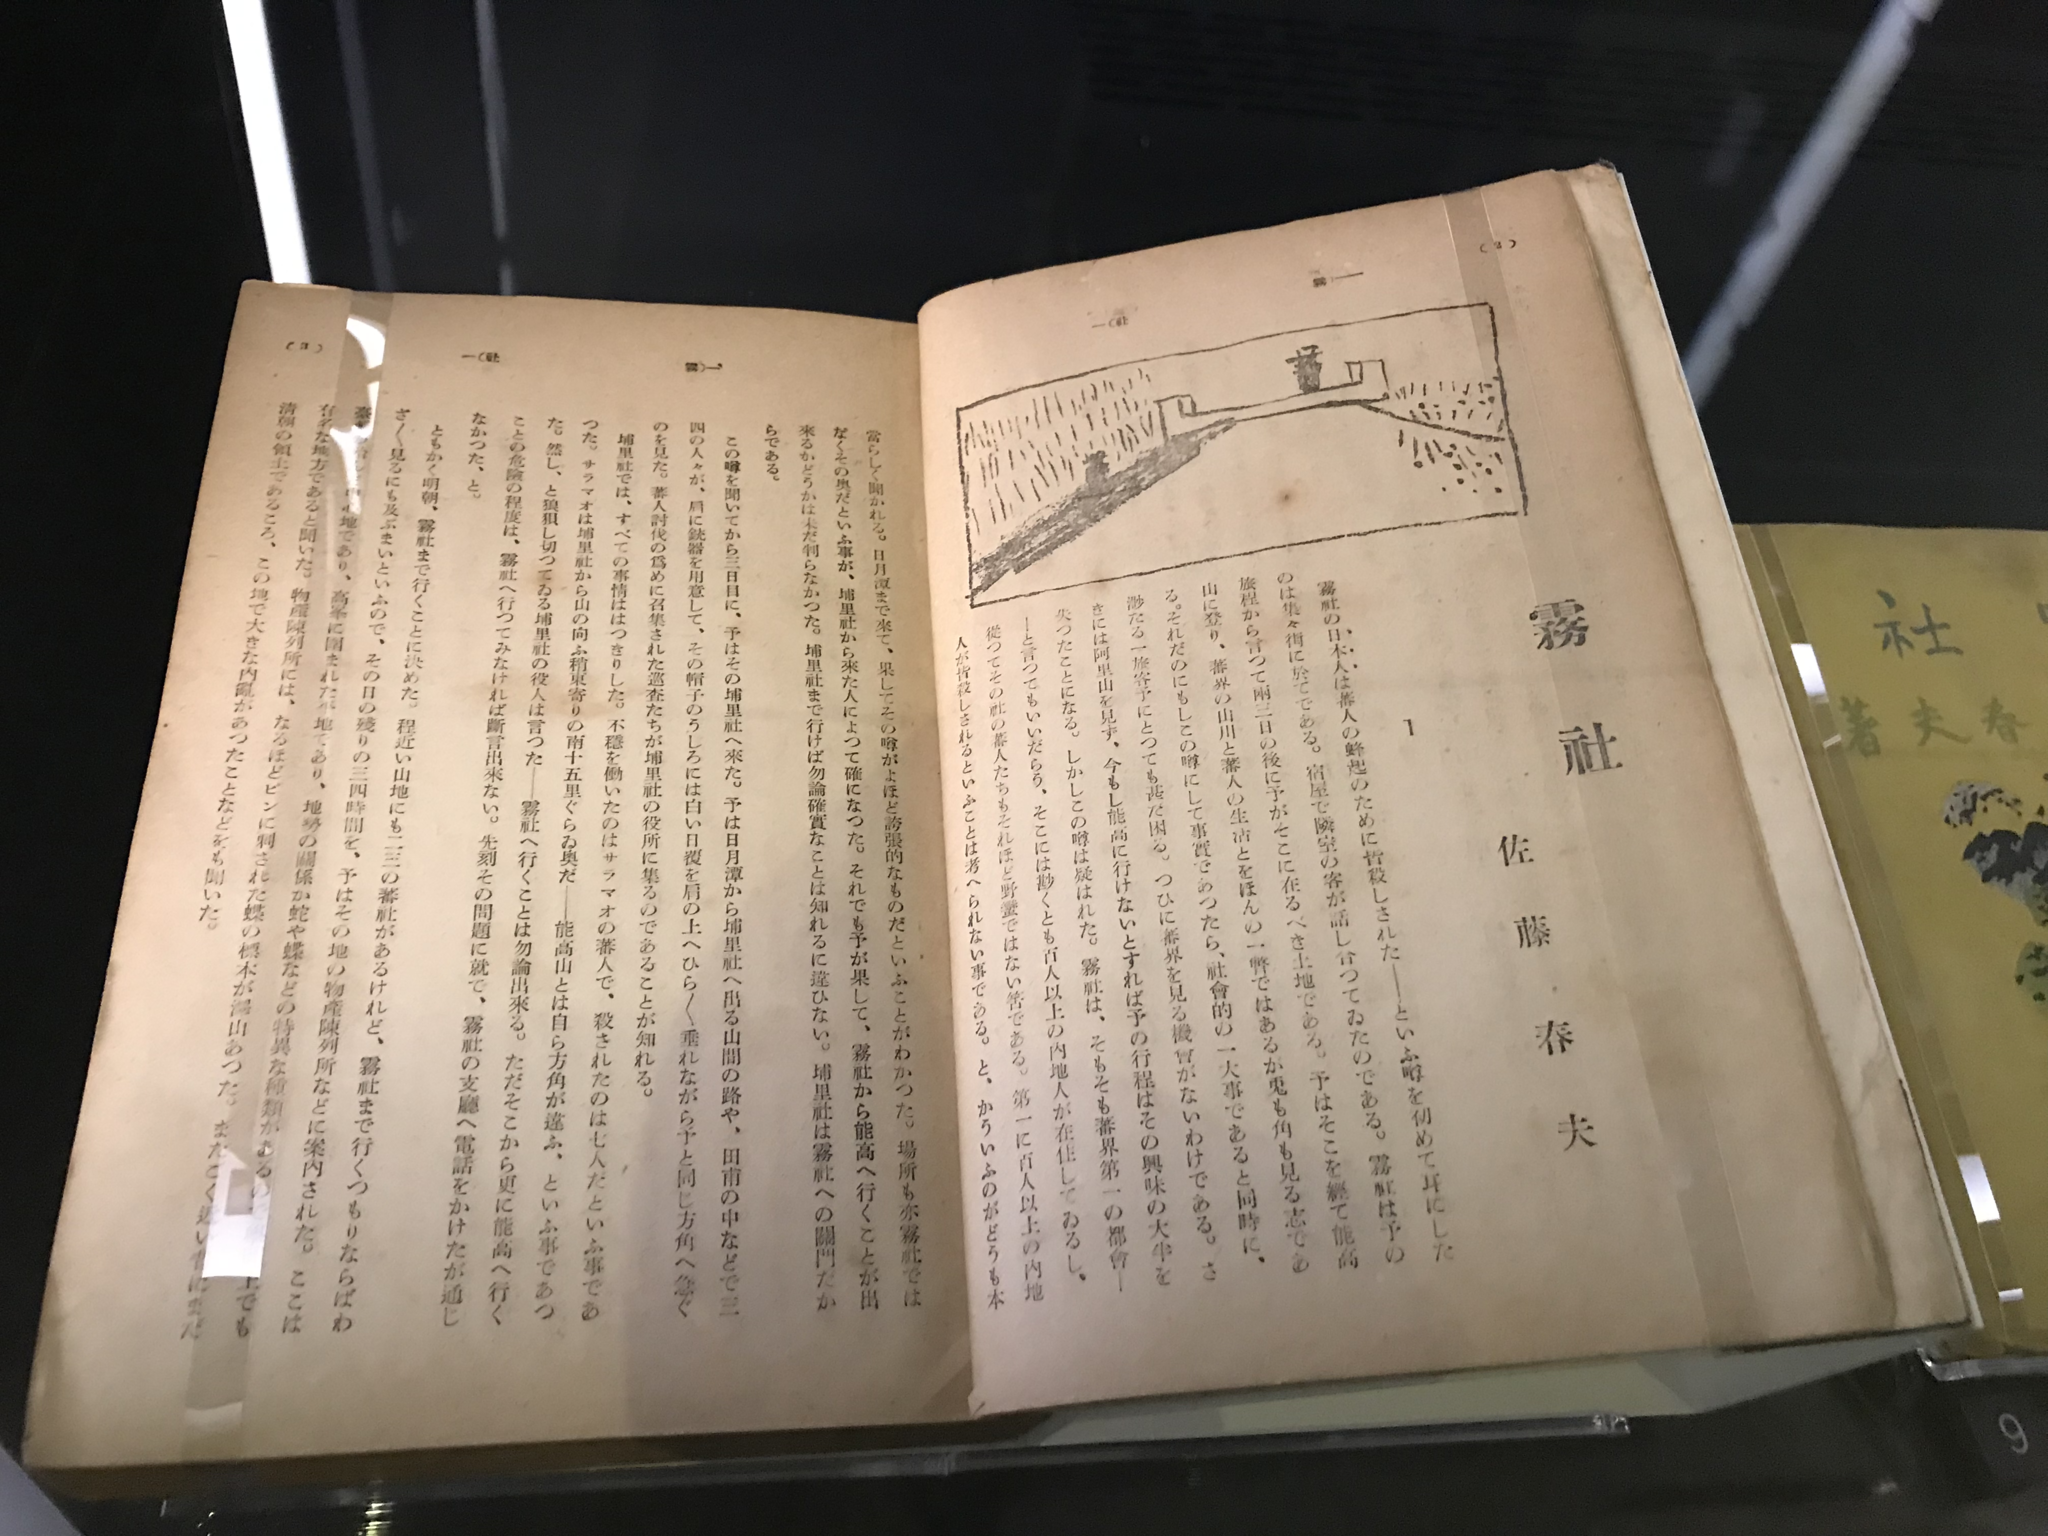 霧社
佐藤春夫
1
霧社の日本人は蕃人の蜂起のために皆殺しされた――といふ噂を初めて耳にした
のは集々街に於てである。宿屋で隣室の客が話し合つてゐたのである。霧社は予の
旅程から言つて兩三日の後に予がそこに在るべき土地である。予はそこを經て能高
山に登り、蕃界の山川と蕃人の生活とをほんの一瞥ではあるが兎も角も見る志であ
る。それだのにもしこの噂にして事實であつたら、社會的の一大事であると同時に、
渺たる一旅客予にとつても甚だ困る。つひに蕃界を見る機會がないわけである。さ
きには阿里山を見ず、今もし能高に行けないとすれば予の行程はその興味の大半を
失つたことになる。しかしこの噂は疑はれた。霧社は、そもそも蕃界第一の都會―
―と言つてもいいだらう、そこには尠くとも百人以上の内地人が在住してゐるし、
從つてその社の蕃人たちもそれほど野蠻ではない筈である。第一に百人以上の内地
人が皆殺しされるといふことは考へられない事である。と、かういふのがどうも本
當らしく聞かれる。日月潭まで來て、果してその噂がよほど誇張的なものだといふことがわかつた。場所も亦霧社では
なくその奥だといふ事が、埔里社から來た人によつて確になつた。それでも予が果して、霧社から能高へ行くことが出
來るかどうかは未だ判らなかつた。埔里社まで行けば勿論確實なことは知れるに違ひない。埔里社は霧社への關門だか
らである。
この噂を聞いてから三日目に、予はその埔里社へ來た。予は日月潭から埔里社へ出る山間の路や、田甫の中などで三
四の人々が、肩に銃器を用意して、その帽子のうしろには白い日覆を肩の上へひら〱垂れながら予と同じ方角へ急ぐ
のを見た。蕃人討伐の爲めに召集された巡査たちが埔里社の役所に集るのであることが知れる。
埔里社では、すべての事情ははつきりした。不穩を働いたのはサラマオの蕃人で、殺されたのは七人だといふ事であ
つた。サラマオは埔里社から山の向ふ稍東寄りの南十五里ぐらゐ奥だ――能高山とは自ら方角が違ふ、といふ事であつ
た。然し、と狼狽し切つてゐる埔里社の役人は言つた――霧社へ行くことは勿論出來る。ただそこから更に能高へ行く
ことの危險の程度は、霧社へ行つてみなければ斷言出來ない。先刻その問題に就て、霧社の支廳へ電話をかけたが通じ
なかつた、と。
ともかく明朝、霧社まで行くことに決めた。程近い山地にも二三の蕃社があるけれど、霧社まで行くつもりならばわ
ざ〱見るにも及ぶまいといふので、その日の殘りの三四時間を、予はその地の物產陳列所などに案内された。ここは
地であり、高峯に圍まれた地であり、地勢の關係か蛇や蝶などの特異な種類がある
有名な地方であると聞いた。物產陳列所には、なるほどピンに刺された蝶の標本が澤山あつた。またごく近い昔にまだ
清朝の領土であるころ、この地で大きな内亂があつたことなどをも聞いた。
社
春夫著
9